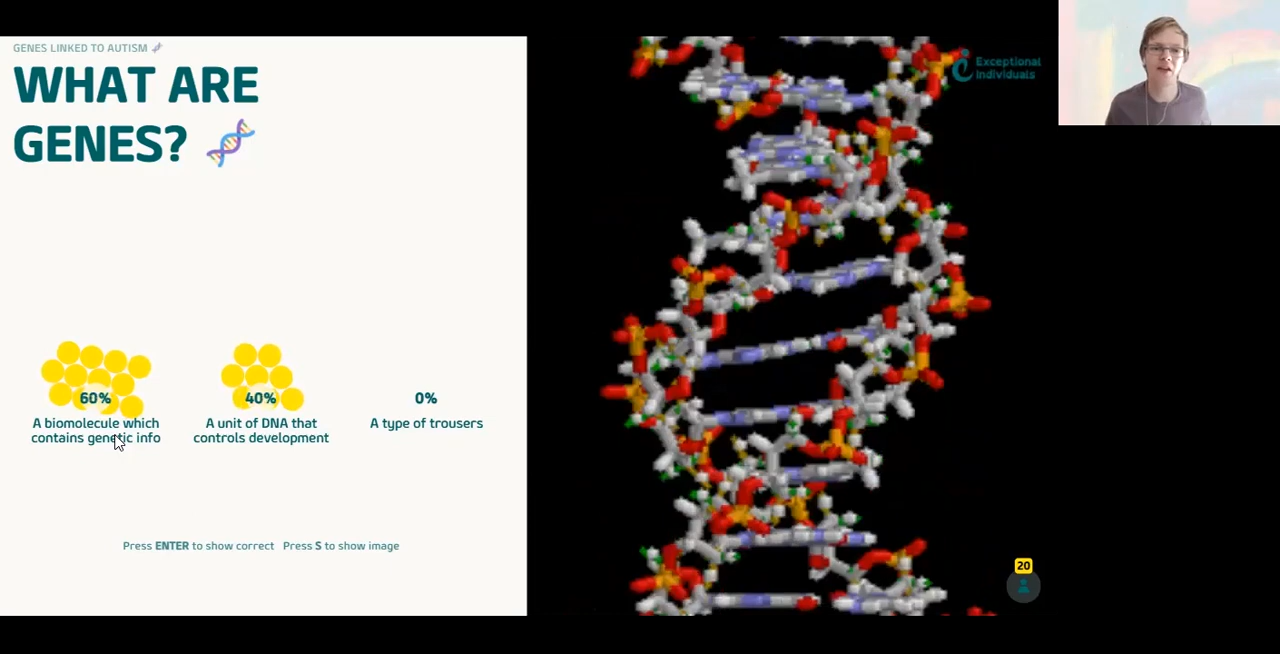 GENES LINKED TO AUTISM
WHAT ARE
GENES?
Exceptional
Individuals
60%
40%
0%
A biomolecule which
contains genetic info
A unit of DNA that
controls development
A type of trousers
Press ENTER to show correct Press S to show image
20